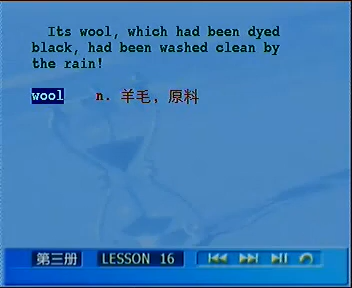 Its wool, which had been dyed
black, had been washed clean by
the rain!
wool n. 羊毛，原料
第三册 LESSON 16